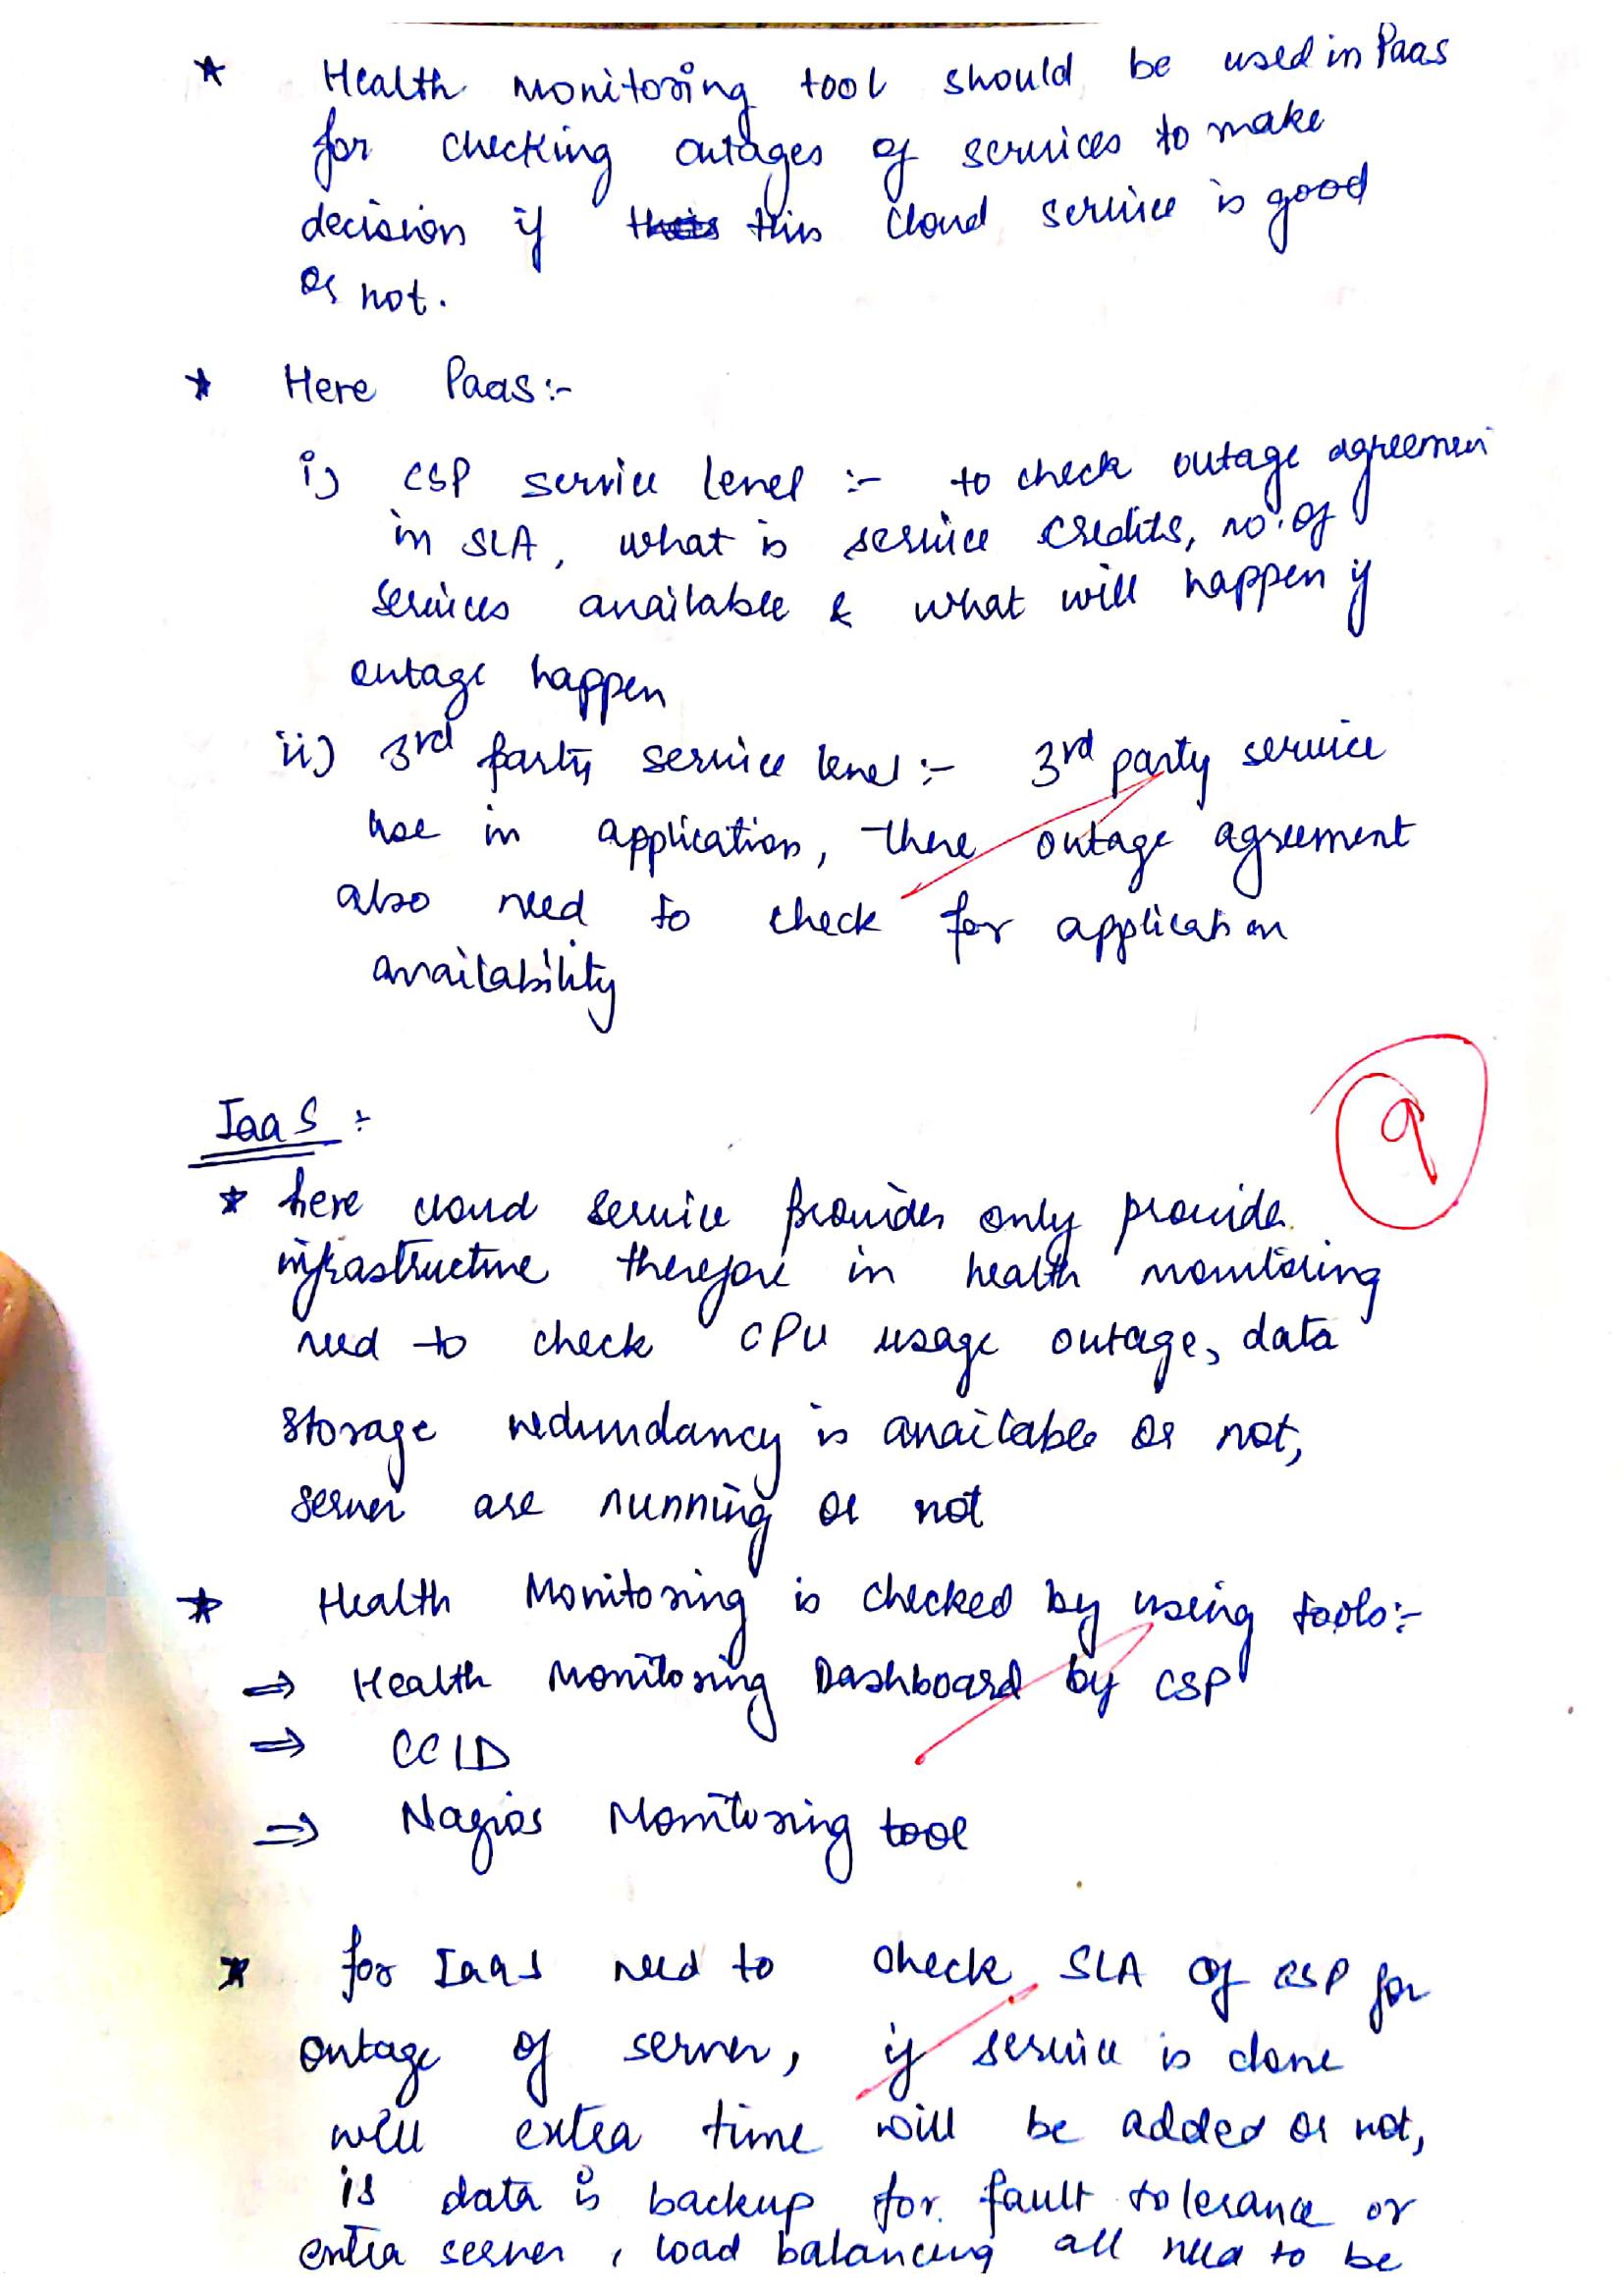 * Health Monitoring tool should be used in Paas
for checking outages of services to make
decision if this cloud service is good
or not.
* Here Paas:-
i) CSP service level :- to check outage agreemen
in SLA, what is service credits, no. of
services available & what will happen if
outage happen
ii) 3rd party service level :- 3rd party service
use in application, there outage agreement
also need to check for application
availability
9
IaaS :
* here cloud service provider only provide
infrastructure therefore in health monitoring
need to check CPU usage outage, data
storage redundancy is available or not,
server are running or not
* Health Monitoring is checked by using tools:-
⇒ Health Monitoring Dashboard by CSP
⇒ CCID
⇒ Nagios Monitoring tool
* for IaaS need to check SLA of CSP for
outage of server, if service is done
will extra time will be added or not,
is data is backup for fault tolerance or
extra server, load balancing all need to be